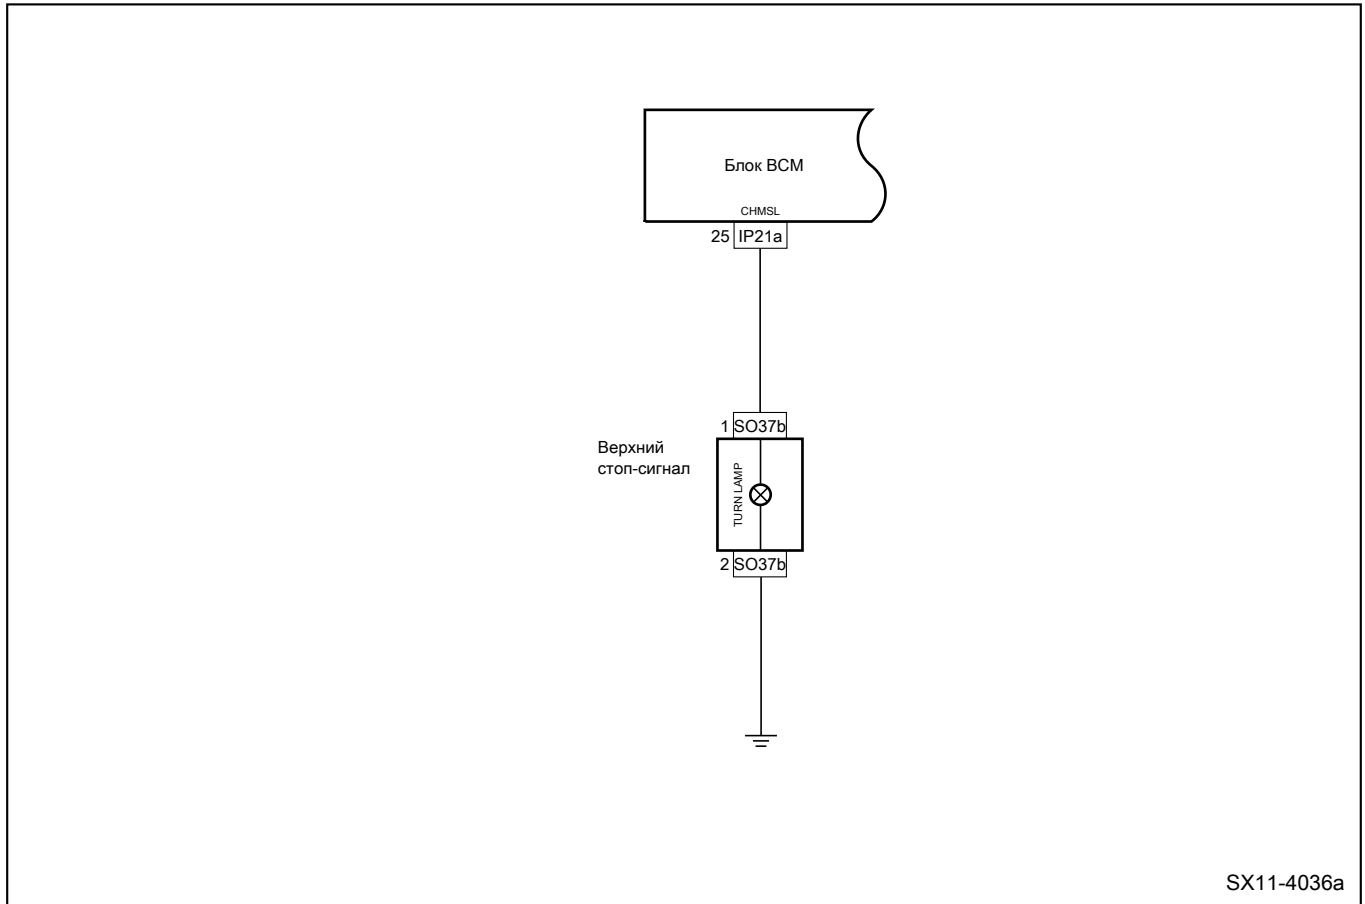 Блок BCM
CHMSL
25 IP21a
1 SO37b
Верхний
стоп-сигнал
TURN LAMP
2 SO37b
SX11-4036a